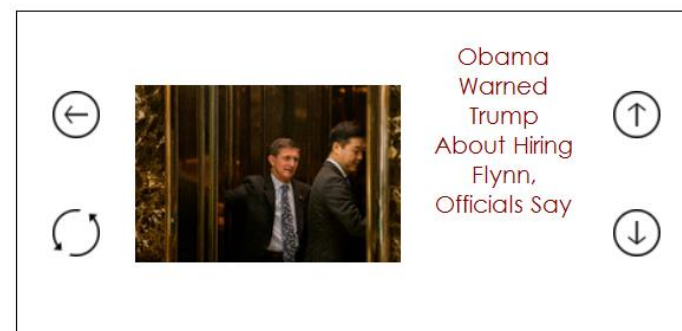 Obama
Warned
Trump
About Hiring
Flynn,
Officials Say